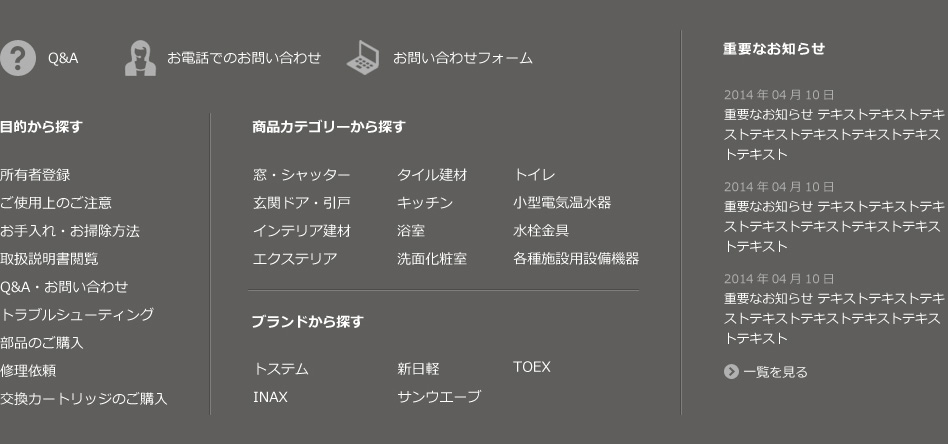 Q&A
お電話でのお問い合わせ
お問い合わせフォーム
目的から探す
所有者登録
ご使用上のご注意
お手入れ・お掃除方法
取扱説明書閲覧
Q&A・お問い合わせ
トラブルシューティング
部品のご購入
修理依頼
交換カートリッジのご購入
商品カテゴリーから探す
窓・シャッター
玄関ドア・引戸
インテリア建材
エクステリア
タイル建材
キッチン
浴室
洗面化粧室
トイレ
小型電気温水器
水栓金具
各種施設用設備機器
ブランドから探す
トステム
INAX
新日軽
サンウエーブ
TOEX
重要なお知らせ
2014 年 04 月 10 日
重要なお知らせ テキストテキストテキ
ストテキストテキストテキストテキス
トテキスト
2014 年 04 月 10 日
重要なお知らせ テキストテキストテキ
ストテキストテキストテキストテキス
トテキスト
2014 年 04 月 10 日
重要なお知らせ テキストテキストテキ
ストテキストテキストテキストテキス
トテキスト
一覧を見る